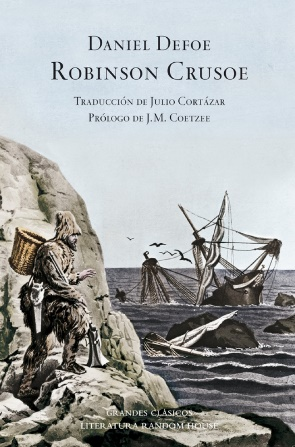 DANIEL DEFOE
ROBINSON CRUSOE
TRADUCCIÓN DE JULIO CORTÁZAR
PRÓLOGO DE J.M. COETZEE
GRANDES CLÁSICOS
LITERATURA RANDOM HOUSE